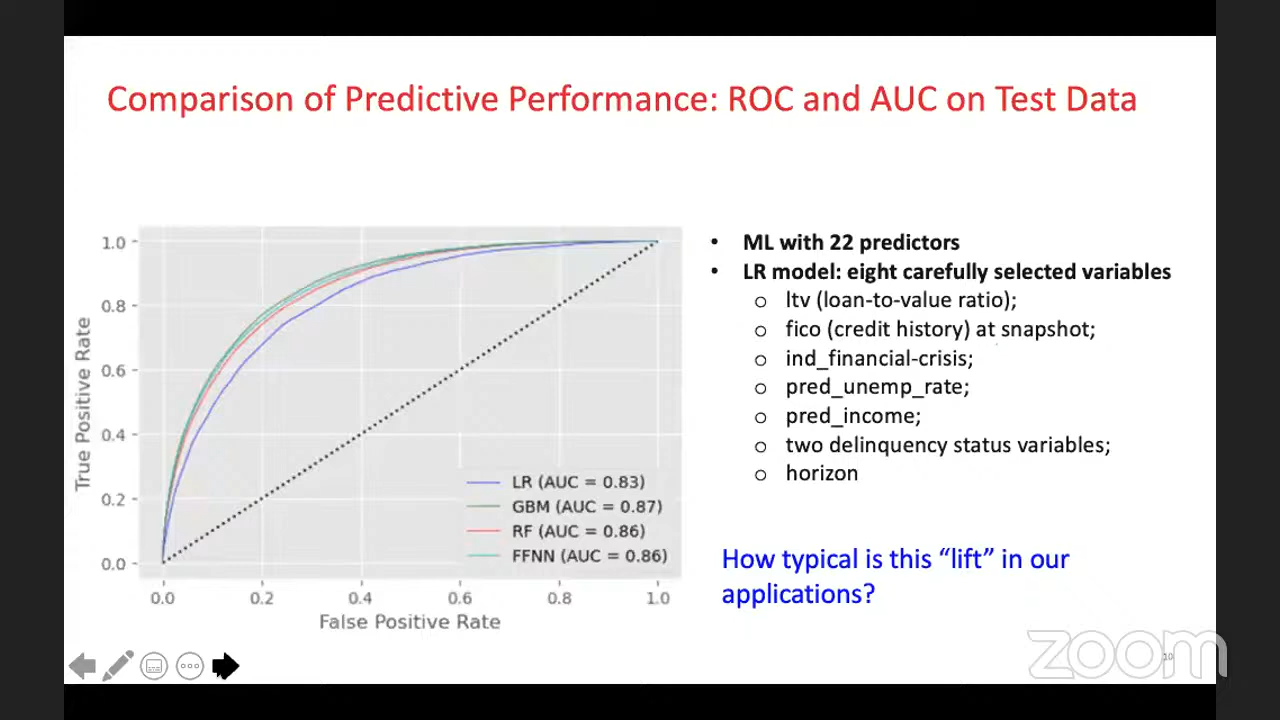 Comparison of Predictive Performance: ROC and AUC on Test Data
1.0
0.8
0.6
0.4
0.2
0.0
True Positive Rate
LR (AUC = 0.83)
GBM (AUC = 0.87)
RF (AUC = 0.86)
FFNN (AUC = 0.86)
0.0 0.2 0.4 0.6 0.8 1.0
False Positive Rate
• ML with 22 predictors
• LR model: eight carefully selected variables
o ltv (loan-to-value ratio);
o fico (credit history) at snapshot;
o ind_financial-crisis;
o pred_unemp_rate;
o pred_income;
o two delinquency status variables;
o horizon
How typical is this “lift” in our
applications?
zoom
10